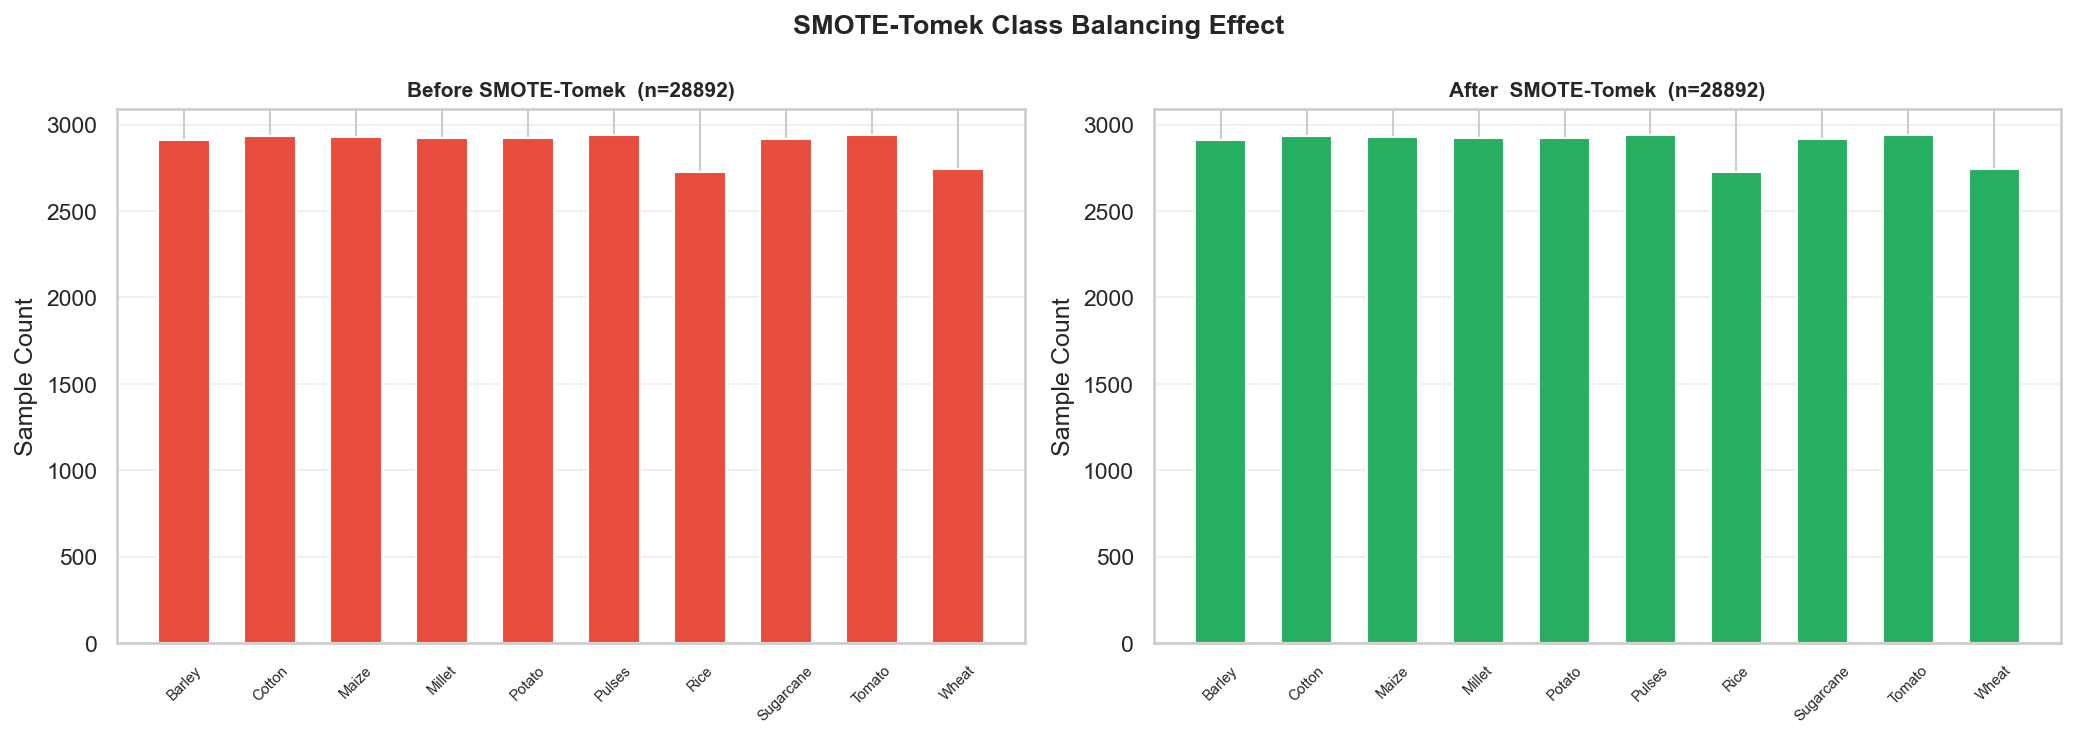 SMOTE-Tomek Class Balancing Effect
Before SMOTE-Tomek  (n=28892)
Sample Count
3000
2500
2000
1500
1000
500
0
Barley
Cotton
Maize
Millet
Potato
Pulses
Rice
Sugarcane
Tomato
Wheat
After  SMOTE-Tomek  (n=28892)
Sample Count
3000
2500
2000
1500
1000
500
0
Barley
Cotton
Maize
Millet
Potato
Pulses
Rice
Sugarcane
Tomato
Wheat